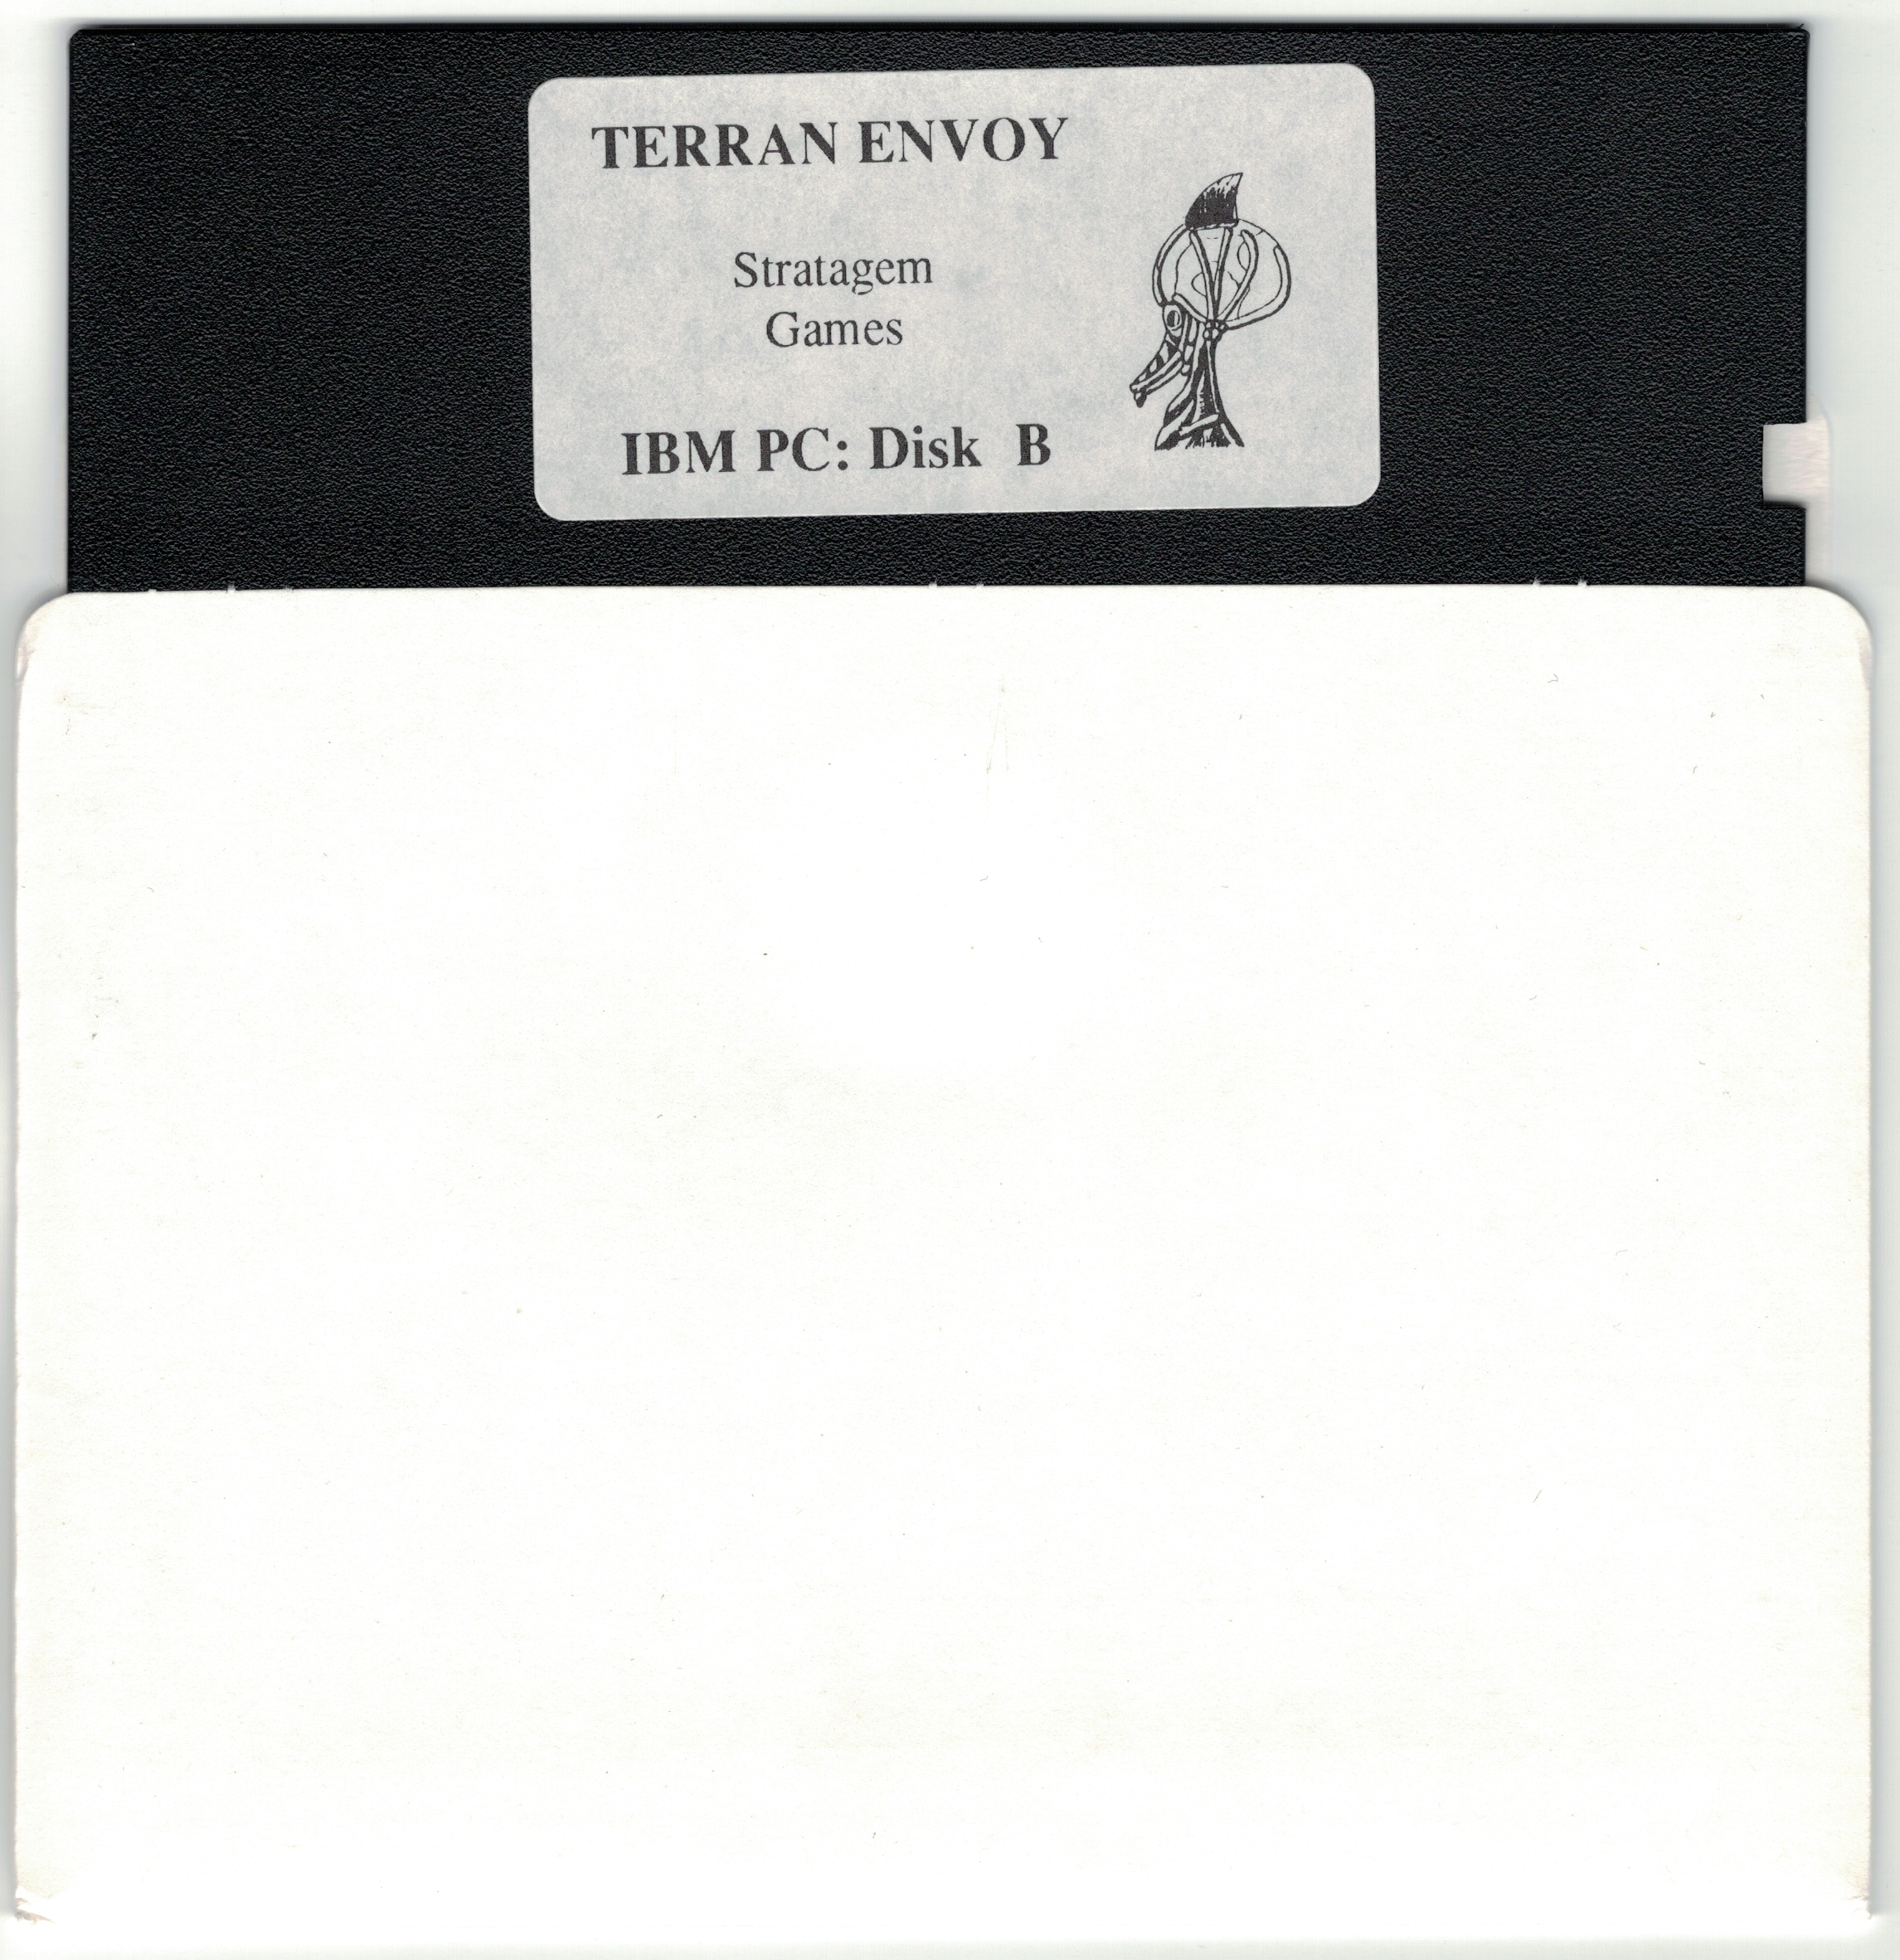 TERRAN ENVOY
Stratagem
Games
IBM PC: Disk B